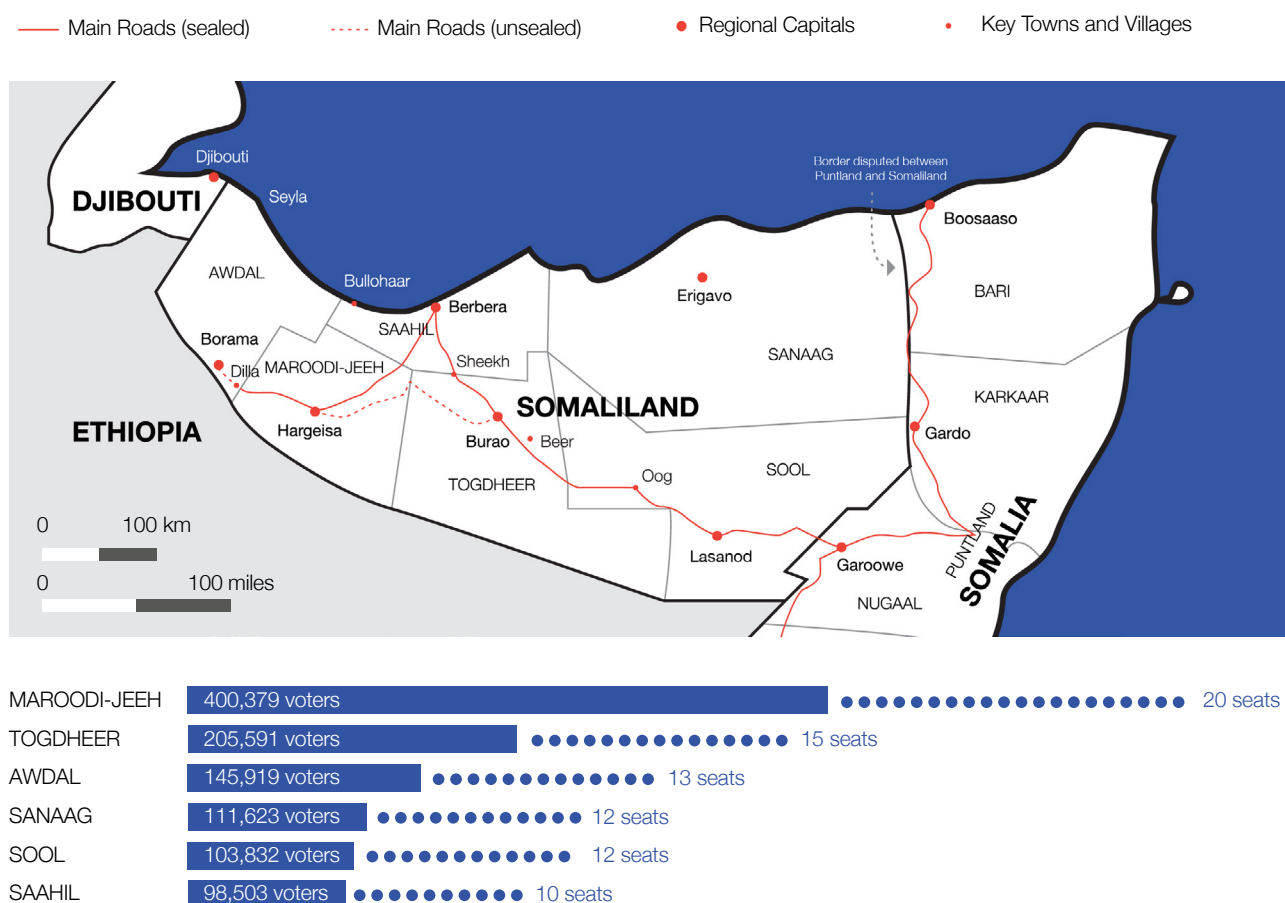 Main Roads (sealed)
Main Roads (unsealed)
Regional Capitals
Key Towns and Villages
Border disputed between
Puntland and Somaliland
Djibouti
DJIBOUTI
Seyla
Boosaaso
AWDAL
Bullohaar
Berbera
Erigavo
BARI
SAAHIL
Borama
Dilla
MAROODI-JEEH
Sheekh
SANAAG
KARKAAR
SOMALILAND
ETHIOPIA
Hargeisa
Burao
Beer
Gardo
TOGDHEER
Oog
SOOL
PUNTLAND
SOMALIA
Lasanod
Garoowe
NUGAAL
0 100 km
0 100 miles
MAROODI-JEEH 400,379 voters 20 seats
TOGDHEER 205,591 voters 15 seats
AWDAL 145,919 voters 13 seats
SANAAG 111,623 voters 12 seats
SOOL 103,832 voters 12 seats
SAAHIL 98,503 voters 10 seats